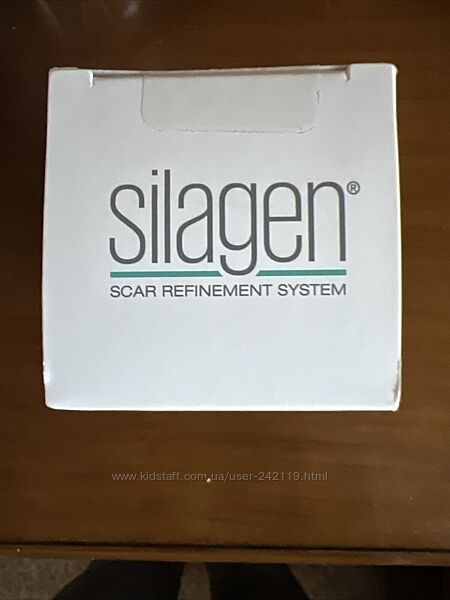 silagen®
SCAR REFINEMENT SYSTEM
www.kidstaff.com.ua/user-242119.html